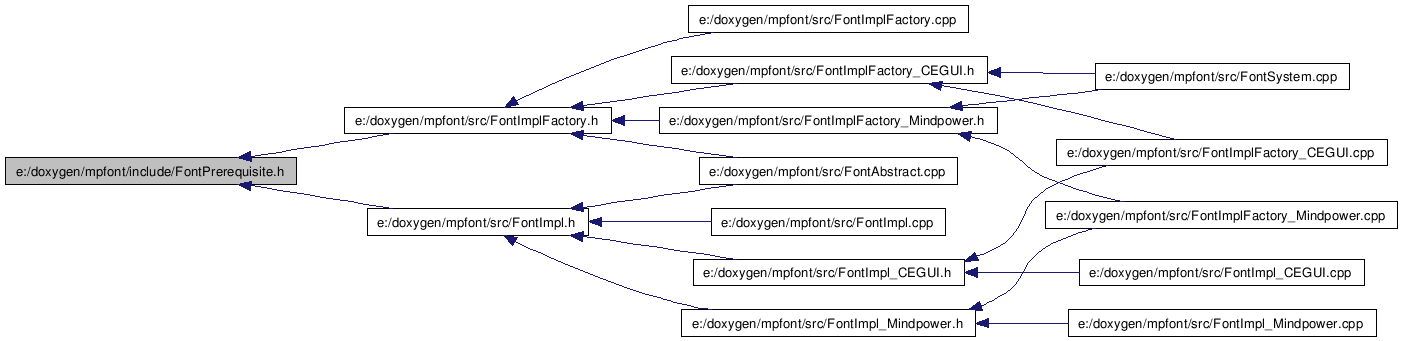 e:/doxygen/mpfont/src/FontImplFactory.cpp
e:/doxygen/mpfont/src/FontImplFactory_CEGUI.h
e:/doxygen/mpfont/src/FontSystem.cpp
e:/doxygen/mpfont/src/FontImplFactory.h
e:/doxygen/mpfont/src/FontImplFactory_Mindpower.h
e:/doxygen/mpfont/src/FontImplFactory_CEGUI.cpp
e:/doxygen/mpfont/include/FontPrerequisite.h
e:/doxygen/mpfont/src/FontAbstract.cpp
e:/doxygen/mpfont/src/FontImplFactory_Mindpower.cpp
e:/doxygen/mpfont/src/FontImpl.h
e:/doxygen/mpfont/src/FontImpl.cpp
e:/doxygen/mpfont/src/FontImpl_CEGUI.h
e:/doxygen/mpfont/src/FontImpl_CEGUI.cpp
e:/doxygen/mpfont/src/FontImpl_Mindpower.h
e:/doxygen/mpfont/src/FontImpl_Mindpower.cpp